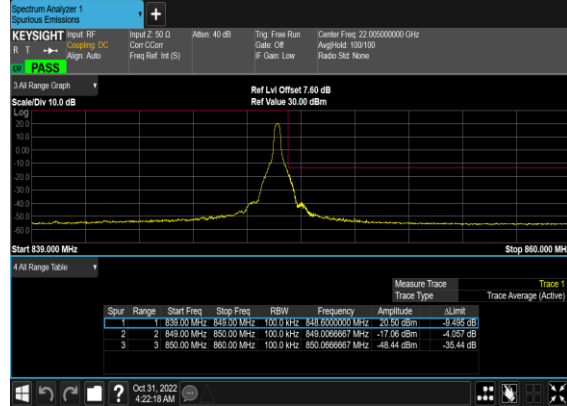 Spectrum Analyzer 1
Spurious Emissions
+
KEYSIGHT Input: RF Input Z: 50 Ω Atten: 40 dB Trig: Free Run Center Freq: 22.005000000 GHz
R T Coupling: DC Corr CCorr Gate: Off Avg|Hold: 100/100
Align: Auto Freq Ref: Int (S) IF Gain: Low Radio Std: None
PASS
3 All Range Graph
Ref Lvl Offset 7.60 dB
Scale/Div 10.0 dB Ref Value 30.00 dBm
Log
20.0
10.0
0.00
-10.0
-20.0
-30.0
-40.0
-50.0
-60.0
Start 839.000 MHz Stop 860.000 MH
4 All Range Table
Measure Trace Trace 1
Trace Type Trace Average (Active)
Spur Range Start Freq Stop Freq RBW Frequency Amplitude ΔLimit
1 1 839.00 MHz 849.00 MHz 100.0 kHz 848.6000000 MHz 20.50 dBm -9.495 dB
2 2 849.00 MHz 850.00 MHz 100.0 kHz 849.0066667 MHz -17.06 dBm -4.057 dB
3 3 850.00 MHz 860.00 MHz 100.0 kHz 850.0666667 MHz -48.44 dBm -35.44 dB
? Oct 31, 2022
4:22:18 AM